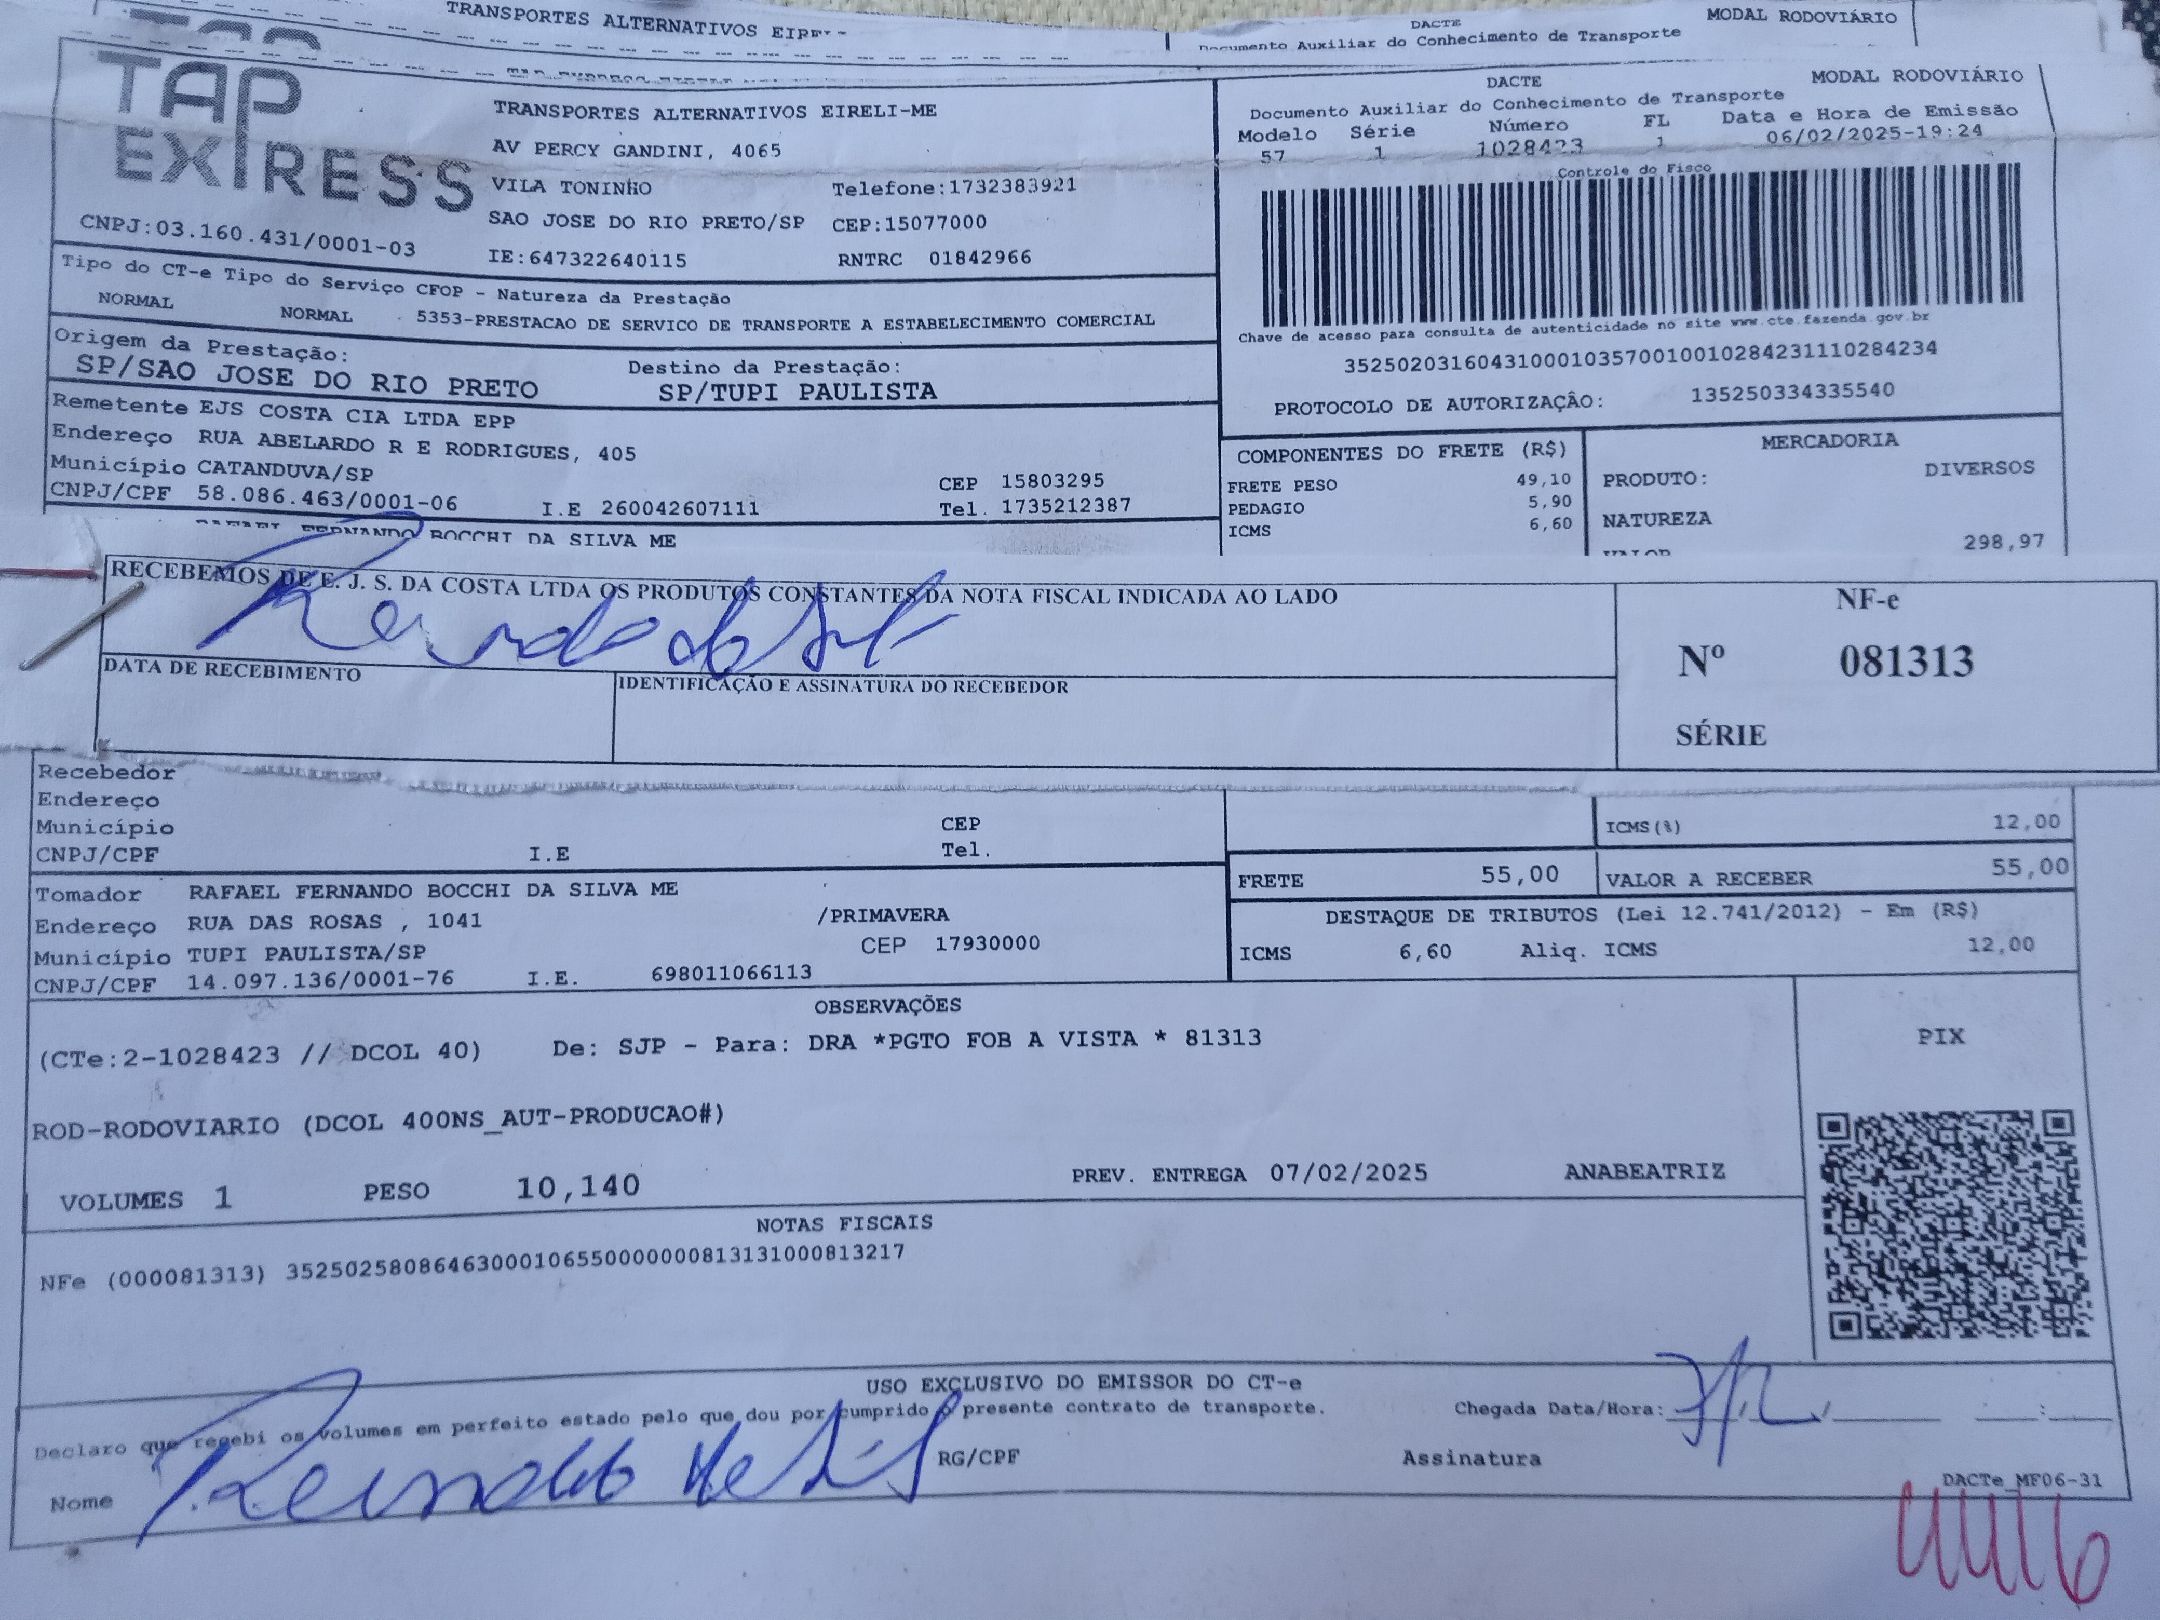 TRANSPORTES ALTERNATIVOS
DACTE
MODAL RODOVIÁRIO
Documento Auxiliar do Conhecimento de Transporte
TAP
EXPRESS
CNPJ:03.160.431/0001-03
TRANSPORTES ALTERNATIVOS EIRELI-ME
AV PERCY GANDINI, 4065
VILA TONINHO Telefone:1732383921
SAO JOSE DO RIO PRETO/SP CEP:15077000
IE:647322640115 RNTRC 01842966
DACTE MODAL RODOVIÁRIO
Documento Auxiliar do Conhecimento de Transporte
Modelo Série Número FL Data e Hora de Emissão
57 1 1028423 1 06/02/2025-19:24
Controle do Fisco
Chave de acesso para consulta de autenticidade no site www.cte.fazenda.gov.br
35250203160431000103570010010284231110284234
PROTOCOLO DE AUTORIZAÇÃO: 135250334335540
Tipo do CT-e Tipo do Serviço CFOP - Natureza da Prestação
NORMAL NORMAL 5353-PRESTACAO DE SERVICO DE TRANSPORTE A ESTABELECIMENTO COMERCIAL
Origem da Prestação: Destino da Prestação:
SP/SAO JOSE DO RIO PRETO SP/TUPI PAULISTA
Remetente EJS COSTA CIA LTDA EPP
Endereço RUA ABELARDO R E RODRIGUES, 405
Município CATANDUVA/SP CEP 15803295
CNPJ/CPF 58.086.463/0001-06 I.E 260042607111 Tel. 1735212387
FERNANDO BOCCHI DA SILVA ME
COMPONENTES DO FRETE (R$)
FRETE PESO 49,10
PEDAGIO 5,90
ICMS 6,60
MERCADORIA
PRODUTO: DIVERSOS
NATUREZA
VALOR 298,97
RECEBEMOS DE E. J. S. DA COSTA LTDA OS PRODUTOS CONSTANTES DA NOTA FISCAL INDICADA AO LADO
DATA DE RECEBIMENTO
IDENTIFICAÇÃO E ASSINATURA DO RECEBEDOR
NF-e
Nº 081313
SÉRIE
Recebedor
Endereço
Município CEP
CNPJ/CPF I.E Tel.
ICMS(%) 12,00
FRETE 55,00 VALOR A RECEBER 55,00
Tomador RAFAEL FERNANDO BOCCHI DA SILVA ME
Endereço RUA DAS ROSAS , 1041 /PRIMAVERA
Município TUPI PAULISTA/SP CEP 17930000
CNPJ/CPF 14.097.136/0001-76 I.E. 698011066113
DESTAQUE DE TRIBUTOS (Lei 12.741/2012) - Em (R$)
ICMS 6,60 Aliq. ICMS 12,00
OBSERVAÇÕES
(CTe:2-1028423 // DCOL 40) De: SJP - Para: DRA *PGTO FOB A VISTA * 81313
PIX
ROD-RODOVIARIO (DCOL 400NS_AUT-PRODUCAO#)
VOLUMES 1 PESO 10,140 PREV. ENTREGA 07/02/2025 ANABEATRIZ
NOTAS FISCAIS
NFe (000081313) 35250258086463000106550000000813131000813217
USO EXCLUSIVO DO EMISSOR DO CT-e
Declaro que recebi os volumes em perfeito estado pelo que dou por cumprido o presente contrato de transporte. Chegada Data/Hora:
Nome RG/CPF Assinatura
DACTe_MF06-31